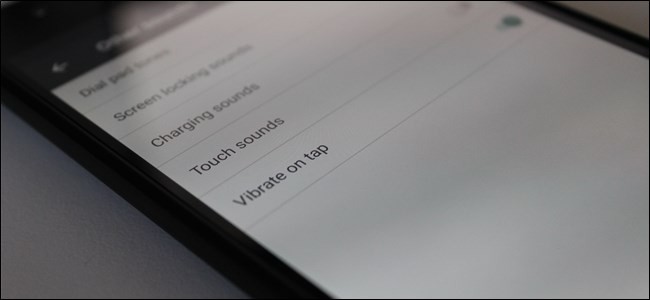 Other sounds
Dial pad tones
Screen locking sounds
Charging sounds
Touch sounds
Vibrate on tap